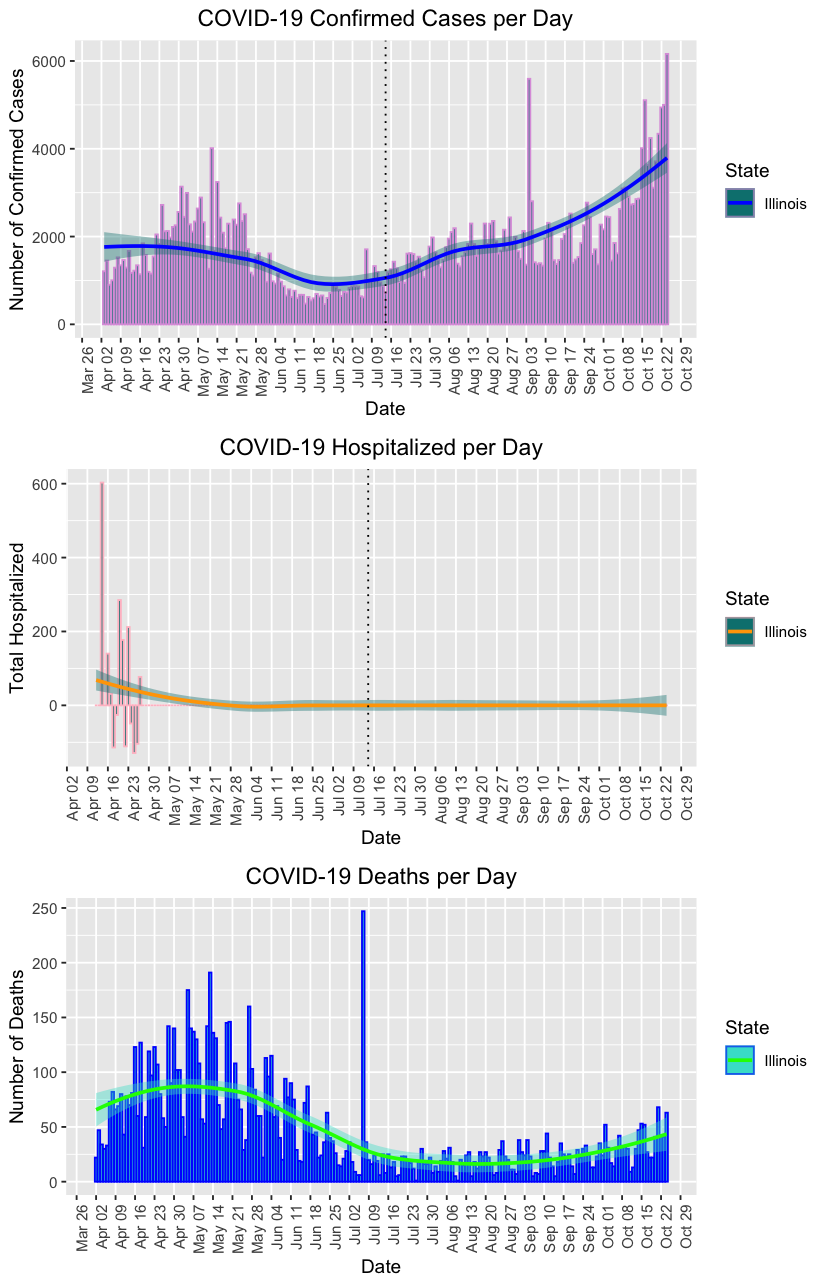 COVID-19 Confirmed Cases per Day
Number of Confirmed Cases
6000
4000
2000
0
Mar 26
Apr 02
Apr 09
Apr 16
Apr 23
Apr 30
May 07
May 14
May 21
May 28
Jun 04
Jun 11
Jun 18
Jun 25
Jul 02
Jul 09
Jul 16
Jul 23
Jul 30
Aug 06
Aug 13
Aug 20
Aug 27
Sep 03
Sep 10
Sep 17
Sep 24
Oct 01
Oct 08
Oct 15
Oct 22
Oct 29
Date
State
Illinois
COVID-19 Hospitalized per Day
Total Hospitalized
600
400
200
0
Apr 02
Apr 09
Apr 16
Apr 23
Apr 30
May 07
May 14
May 21
May 28
Jun 04
Jun 11
Jun 18
Jun 25
Jul 02
Jul 09
Jul 16
Jul 23
Jul 30
Aug 06
Aug 13
Aug 20
Aug 27
Sep 03
Sep 10
Sep 17
Sep 24
Oct 01
Oct 08
Oct 15
Oct 22
Oct 29
Date
State
Illinois
COVID-19 Deaths per Day
Number of Deaths
250
200
150
100
50
0
Mar 26
Apr 02
Apr 09
Apr 16
Apr 23
Apr 30
May 07
May 14
May 21
May 28
Jun 04
Jun 11
Jun 18
Jun 25
Jul 02
Jul 09
Jul 16
Jul 23
Jul 30
Aug 06
Aug 13
Aug 20
Aug 27
Sep 03
Sep 10
Sep 17
Sep 24
Oct 01
Oct 08
Oct 15
Oct 22
Oct 29
Date
State
Illinois